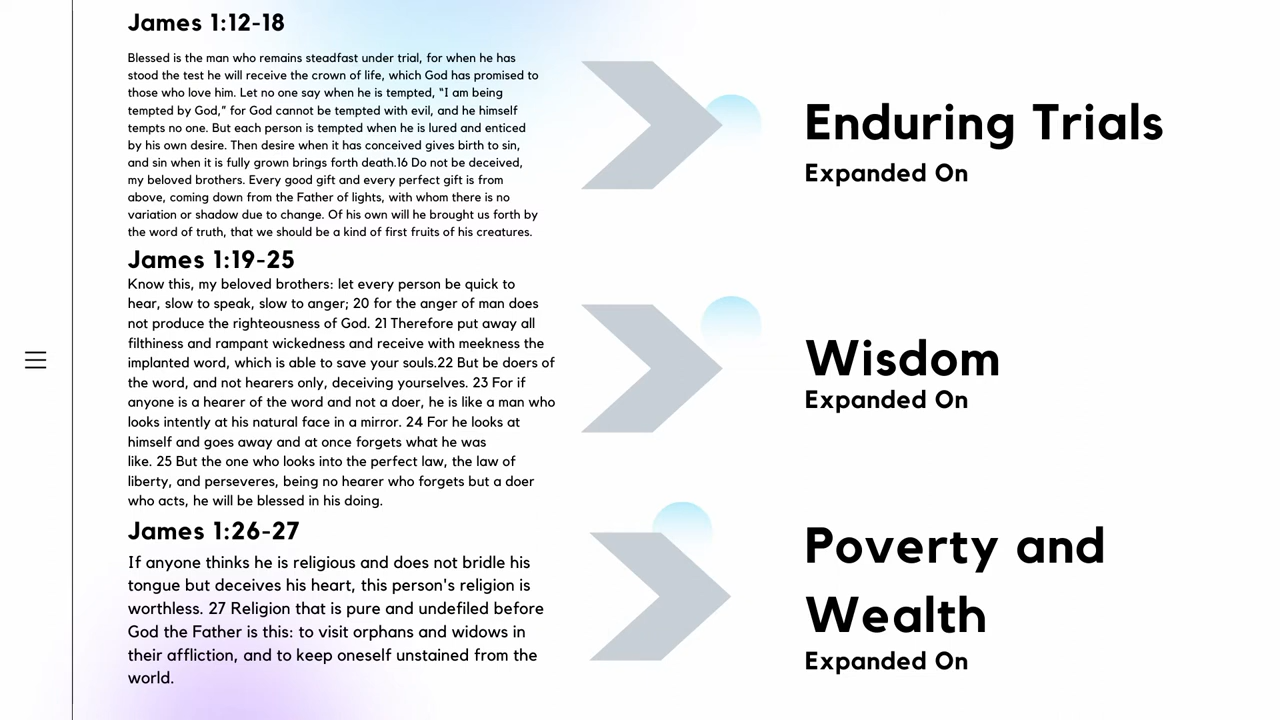 James 1:12-18
Blessed is the man who remains steadfast under trial, for when he has
stood the test he will receive the crown of life, which God has promised to
those who love him. Let no one say when he is tempted, “I am being
tempted by God,” for God cannot be tempted with evil, and he himself
tempts no one. But each person is tempted when he is lured and enticed
by his own desire. Then desire when it has conceived gives birth to sin,
and sin when it is fully grown brings forth death.16 Do not be deceived,
my beloved brothers. Every good gift and every perfect gift is from
above, coming down from the Father of lights, with whom there is no
variation or shadow due to change. Of his own will he brought us forth by
the word of truth, that we should be a kind of first fruits of his creatures.
Enduring Trials
Expanded On
James 1:19-25
Know this, my beloved brothers: let every person be quick to
hear, slow to speak, slow to anger; 20 for the anger of man does
not produce the righteousness of God. 21 Therefore put away all
filthiness and rampant wickedness and receive with meekness the
implanted word, which is able to save your souls.22 But be doers of
the word, and not hearers only, deceiving yourselves. 23 For if
anyone is a hearer of the word and not a doer, he is like a man who
looks intently at his natural face in a mirror. 24 For he looks at
himself and goes away and at once forgets what he was
like. 25 But the one who looks into the perfect law, the law of
liberty, and perseveres, being no hearer who forgets but a doer
who acts, he will be blessed in his doing.
Wisdom
Expanded On
James 1:26-27
If anyone thinks he is religious and does not bridle his
tongue but deceives his heart, this person's religion is
worthless. 27 Religion that is pure and undefiled before
God the Father is this: to visit orphans and widows in
their affliction, and to keep oneself unstained from the
world.
Poverty and
Wealth
Expanded On